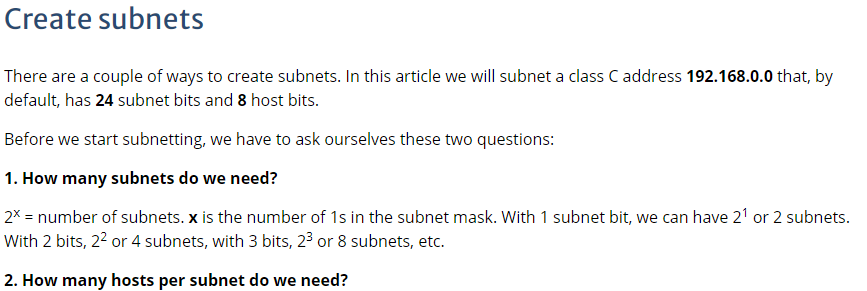 Create subnets
There are a couple of ways to create subnets. In this article we will subnet a class C address 192.168.0.0 that, by
default, has 24 subnet bits and 8 host bits.
Before we start subnetting, we have to ask ourselves these two questions:
1. How many subnets do we need?
2ˣ = number of subnets. x is the number of 1s in the subnet mask. With 1 subnet bit, we can have 2¹ or 2 subnets.
With 2 bits, 2² or 4 subnets, with 3 bits, 2³ or 8 subnets, etc.
2. How many hosts per subnet do we need?